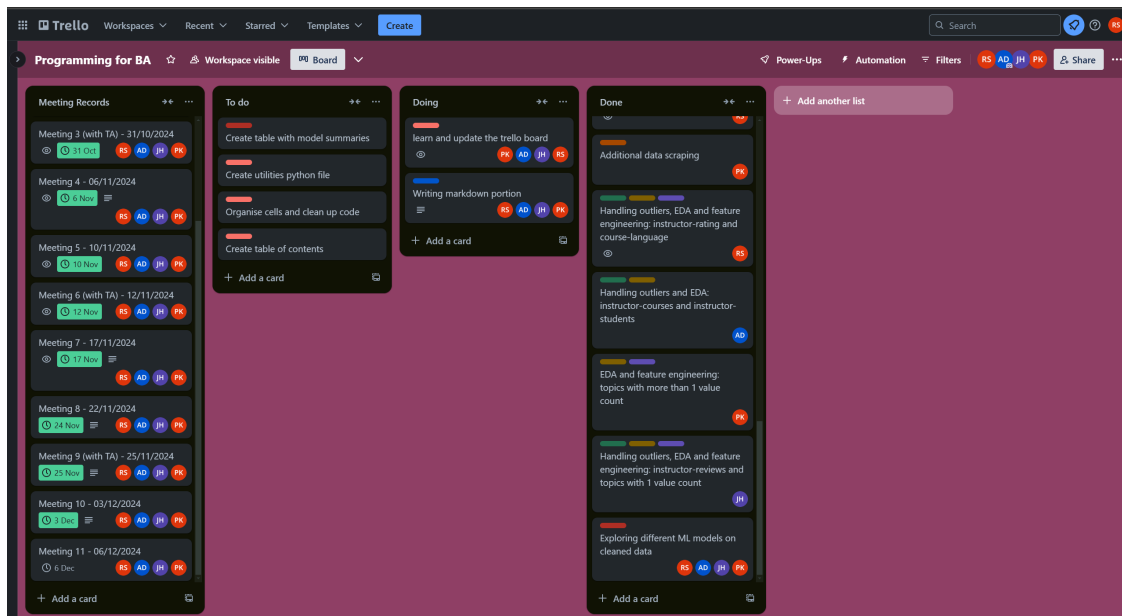 Trello
Workspaces
Recent
Starred
Templates
Create
Search
RS
Programming for BA
Workspace visible
Board
Power-Ups
Automation
Filters
RS AD JH PK
Share
Meeting Records
Meeting 3 (with TA) - 31/10/2024
31 Oct
RS AD JH PK
Meeting 4 - 06/11/2024
6 Nov
RS AD JH PK
Meeting 5 - 10/11/2024
10 Nov
RS AD JH PK
Meeting 6 (with TA) - 12/11/2024
12 Nov
RS AD JH PK
Meeting 7 - 17/11/2024
17 Nov
RS AD JH PK
Meeting 8 - 22/11/2024
24 Nov
RS AD JH PK
Meeting 9 (with TA) - 25/11/2024
25 Nov
RS AD JH PK
Meeting 10 - 03/12/2024
3 Dec
RS AD JH PK
Meeting 11 - 06/12/2024
6 Dec
RS AD JH PK
+ Add a card
To do
Create table with model summaries
Create utilities python file
Organise cells and clean up code
Create table of contents
+ Add a card
Doing
learn and update the trello board
PK AD JH RS
Writing markdown portion
RS AD JH PK
+ Add a card
Done
RS
Additional data scraping
PK
Handling outliers, EDA and feature
engineering: instructor-rating and
course-language
RS
Handling outliers and EDA:
instructor-courses and instructor-
students
AD
EDA and feature engineering:
topics with more than 1 value
count
PK
Handling outliers, EDA and feature
engineering: instructor-reviews and
topics with 1 value count
JH
Exploring different ML models on
cleaned data
RS AD JH PK
+ Add a card
+ Add another list